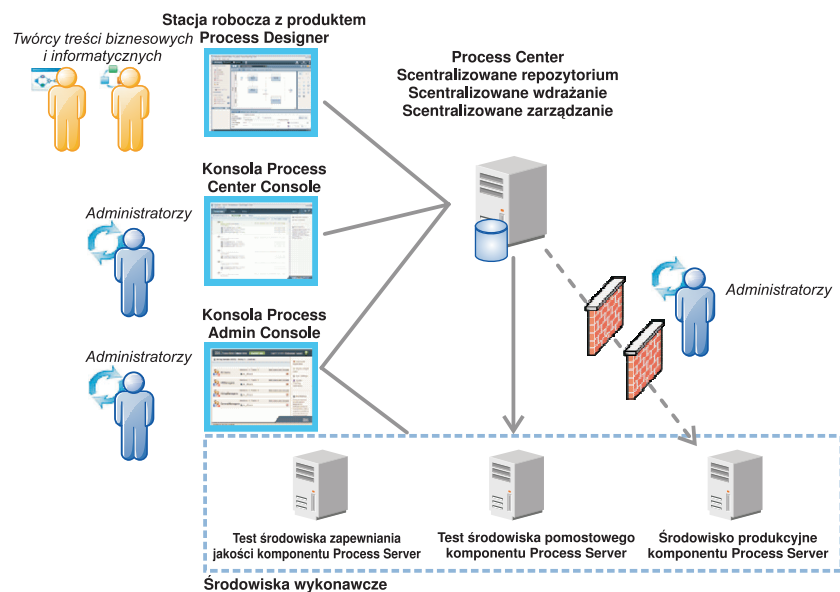 Stacja robocza z produktem
Process Designer
Twórcy treści biznesowych
i informatycznych
Process Center
Scentralizowane repozytorium
Scentralizowane wdrażanie
Scentralizowane zarządzanie
Konsola Process
Center Console
Administratorzy
Administratorzy
Konsola Process
Admin Console
Administratorzy
Test środowiska zapewniania
jakości komponentu Process Server
Test środowiska pomostowego
komponentu Process Server
Środowisko produkcyjne
komponentu Process Server
Środowiska wykonawcze